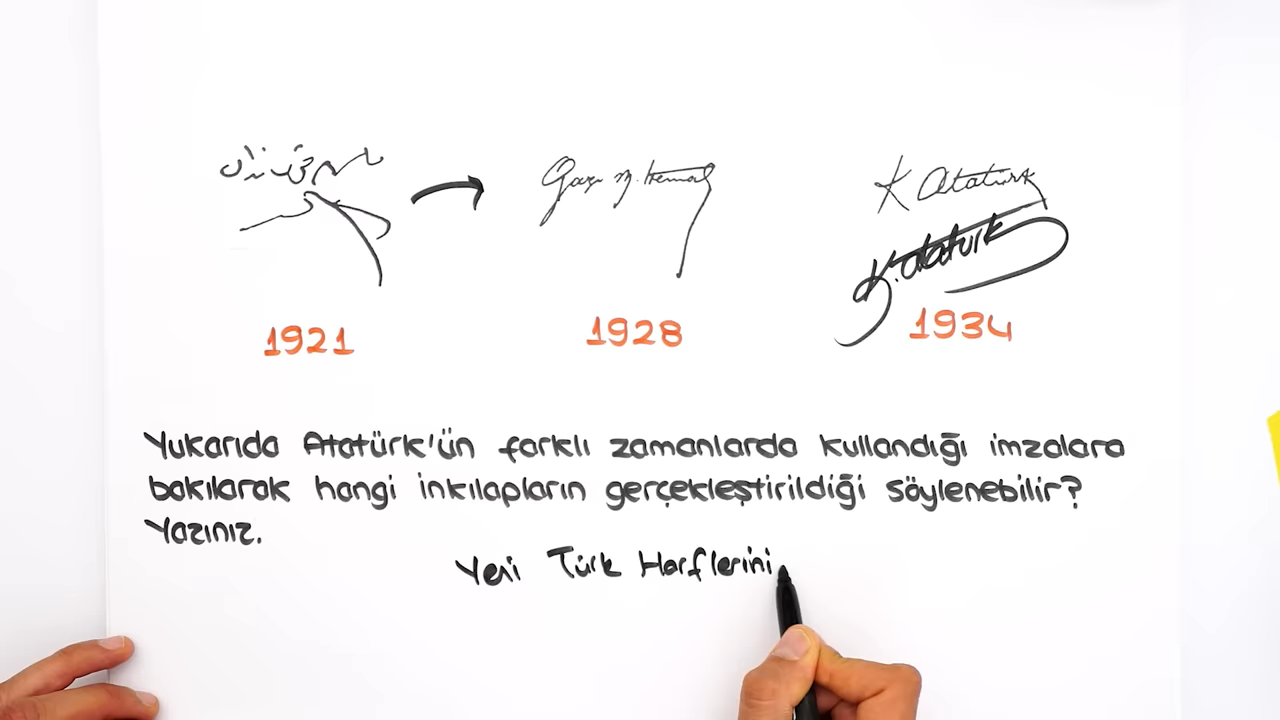 Gazi M. Kemal
K Atatürk
K. Atatürk
1921 1928 1934
Yukarıda Atatürk'ün farklı zamanlarda kullandığı imzalara
bakılarak hangi inkılapların gerçekleştirildiği söylenebilir?
Yazınız.
Yeni Türk Harflerini